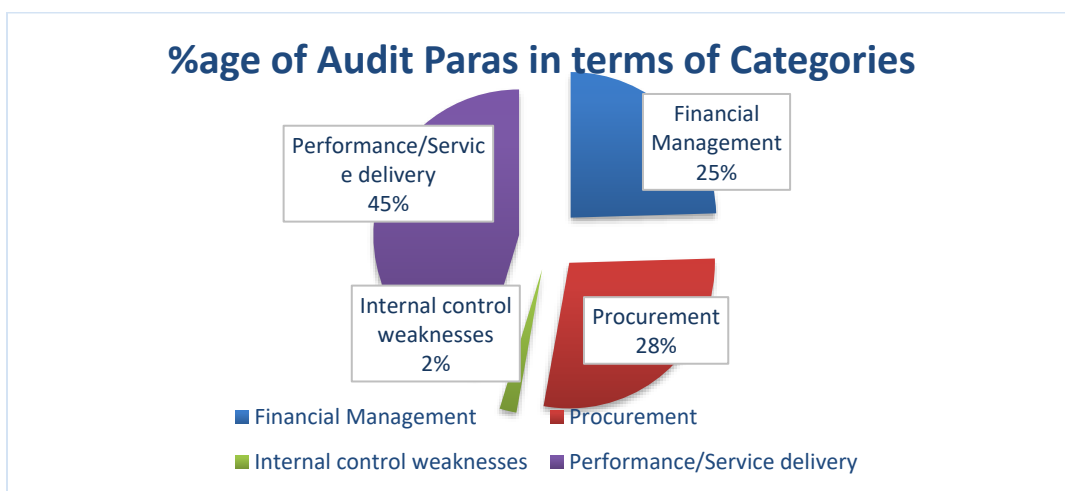 %age of Audit Paras in terms of Categories
Financial
Management
25%
Performance/Servic
e delivery
45%
Internal control
weaknesses
2%
Procurement
28%
Financial Management
Procurement
Internal control weaknesses
Performance/Service delivery